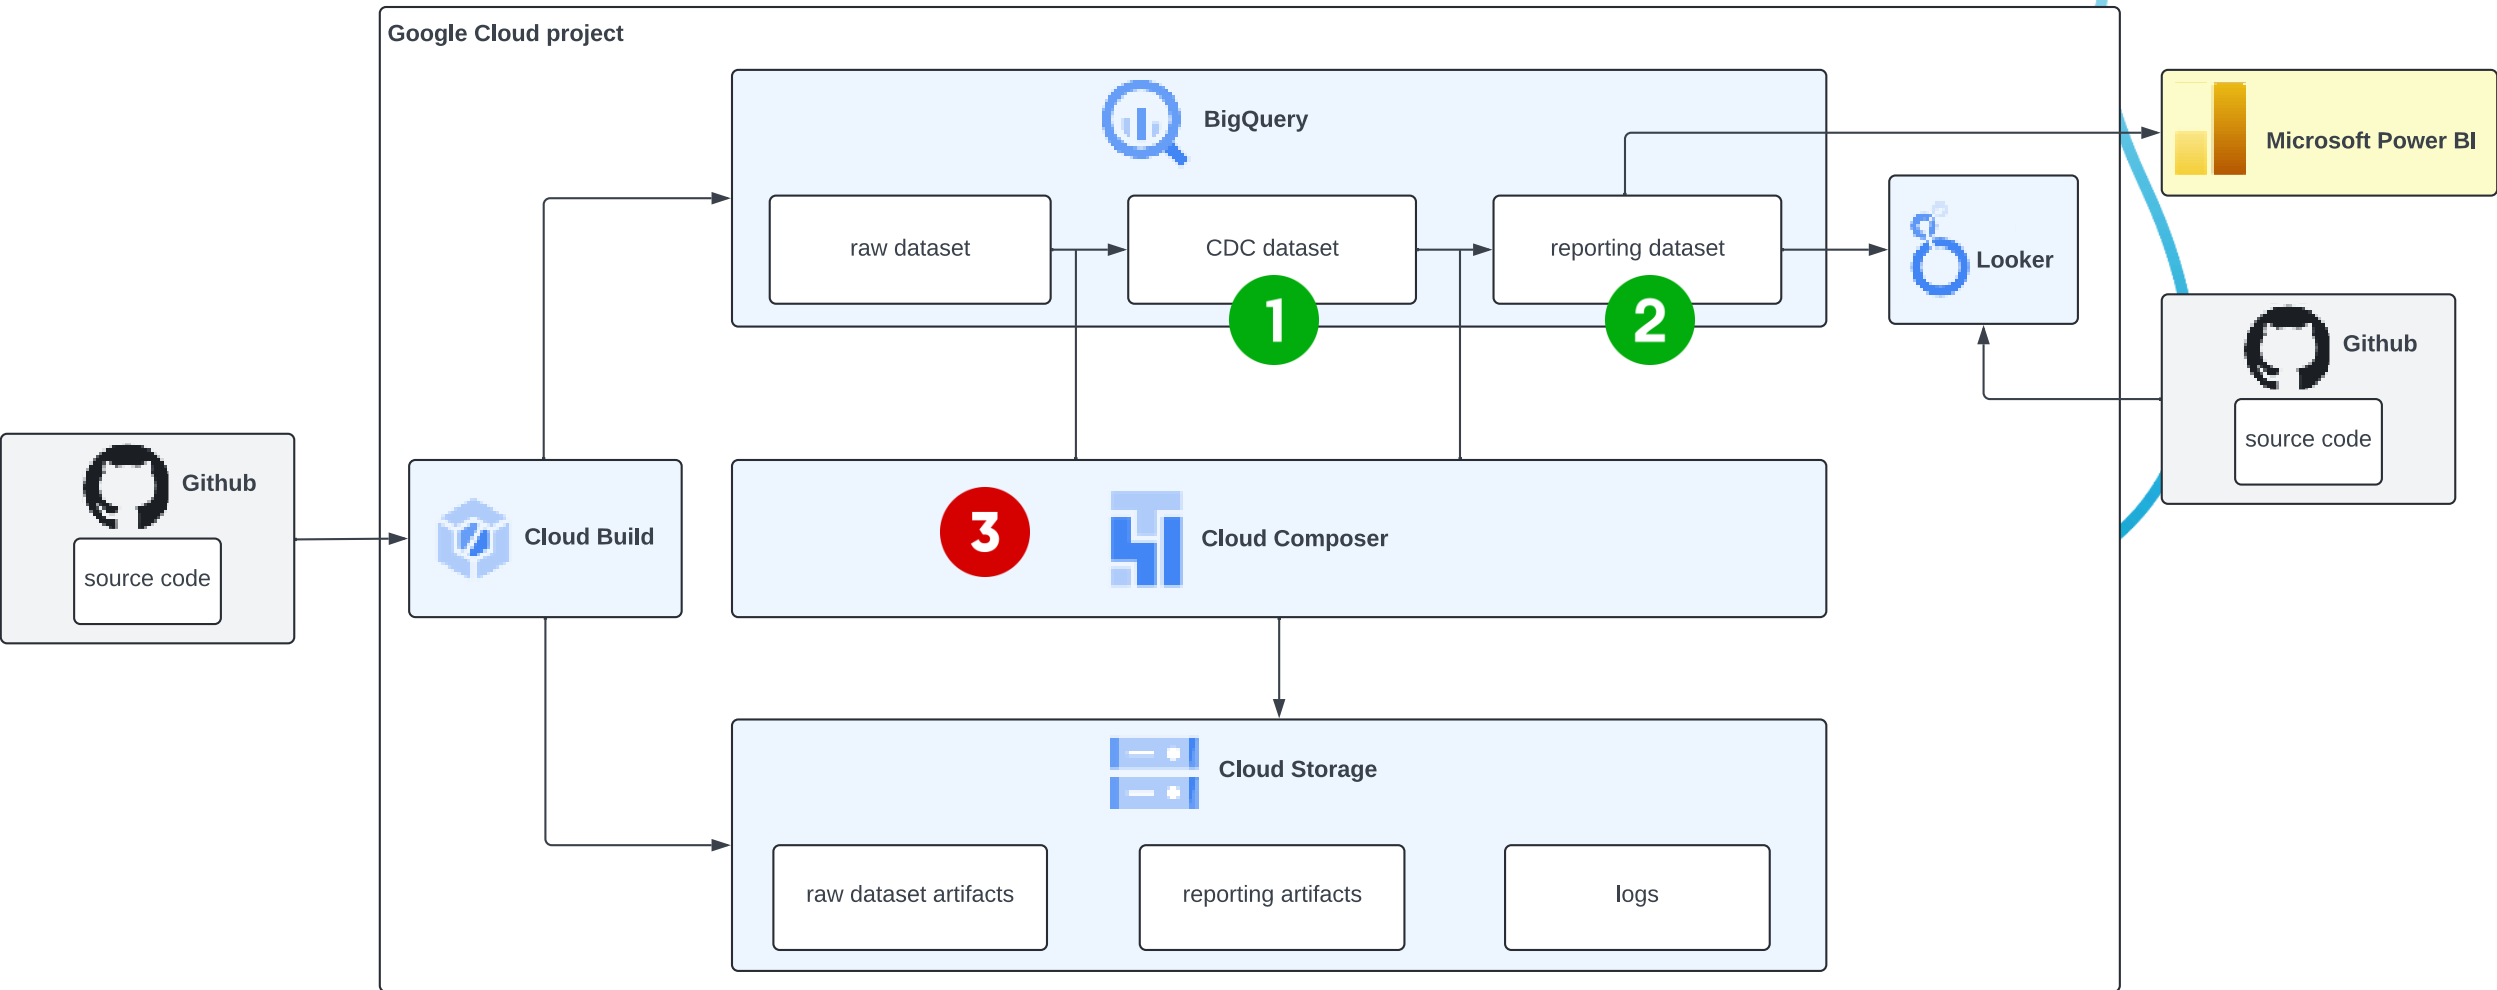 Google Cloud project
BigQuery
Microsoft Power BI
raw dataset
CDC dataset
reporting dataset
Looker
1
2
Github
source code
Github
source code
Cloud Build
3
Cloud Composer
Cloud Storage
raw dataset artifacts
reporting artifacts
logs